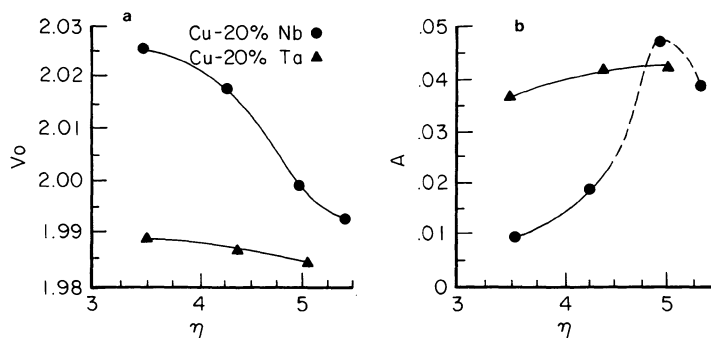 a
Cu-20% Nb
Cu-20% Ta
2.03
2.02
2.01
2.00
1.99
1.98
Vo
3
4
5
η
b
.05
.04
.03
.02
.01
0
A
3
4
5
η